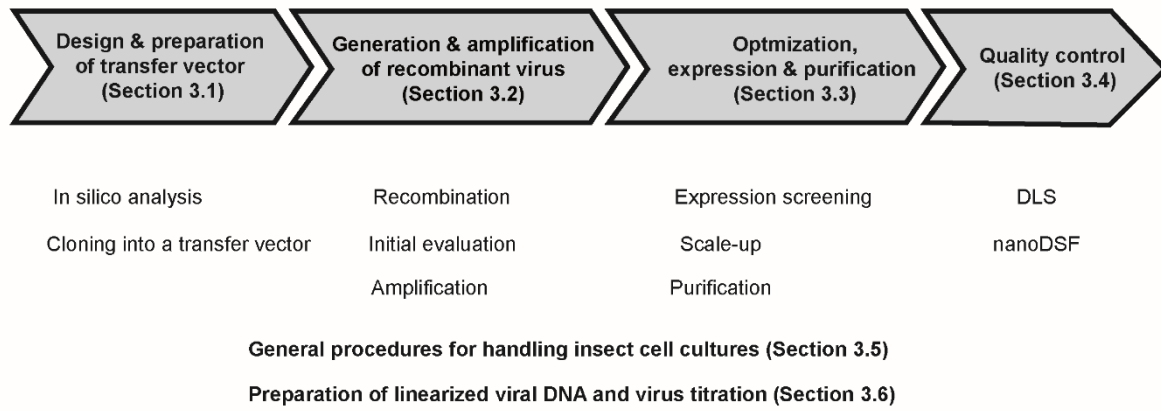 Design & preparation
of transfer vector
(Section 3.1)
Generation & amplification
of recombinant virus
(Section 3.2)
Optmization,
expression & purification
(Section 3.3)
Quality control
(Section 3.4)
In silico analysis
Cloning into a transfer vector
Recombination
Initial evaluation
Amplification
Expression screening
Scale-up
Purification
DLS
nanoDSF
General procedures for handling insect cell cultures (Section 3.5)
Preparation of linearized viral DNA and virus titration (Section 3.6)